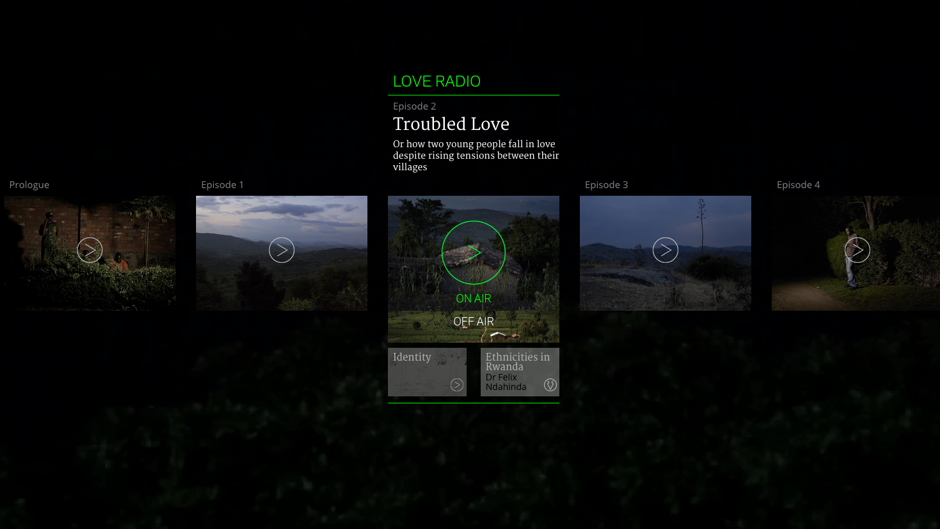 LOVE RADIO
Episode 2
Troubled Love
Or how two young people fall in love
despite rising tensions between their
villages
Prologue
Episode 1
Episode 3
Episode 4
ON AIR
OFF AIR
Identity
Ethnicities in
Rwanda
Dr Felix
Ndahinda